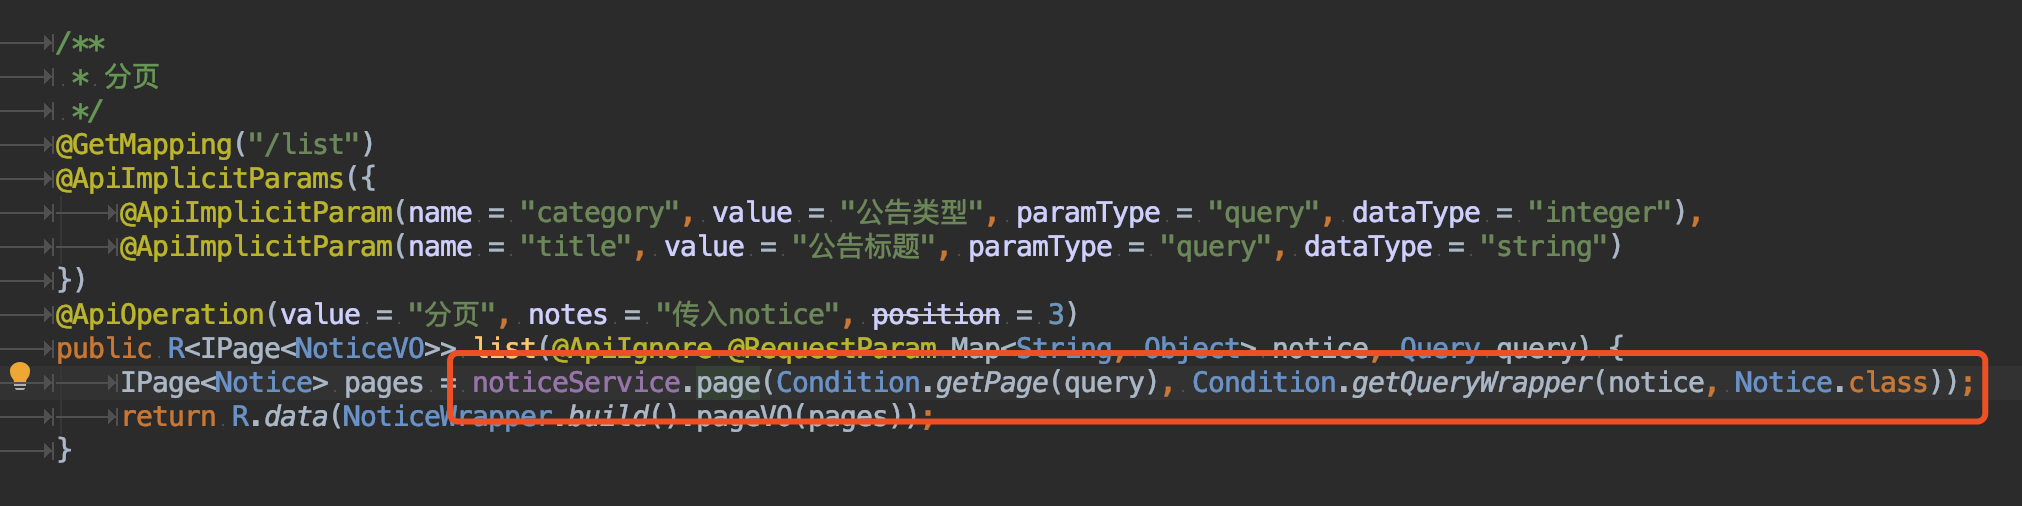 /**
 * 分页
 */
@GetMapping("/list")
@ApiImplicitParams({
    @ApiImplicitParam(name = "category", value = "公告类型", paramType = "query", dataType = "integer"),
    @ApiImplicitParam(name = "title", value = "公告标题", paramType = "query", dataType = "string")
})
@ApiOperation(value = "分页", notes = "传入notice", position = 3)
public R<IPage<NoticeVO>> list(@ApiIgnore @RequestParam Map<String, Object> notice, Query query) {
    IPage<Notice> pages = noticeService.page(Condition.getPage(query), Condition.getQueryWrapper(notice, Notice.class));
    return R.data(NoticeWrapper.build().pageVO(pages));
}